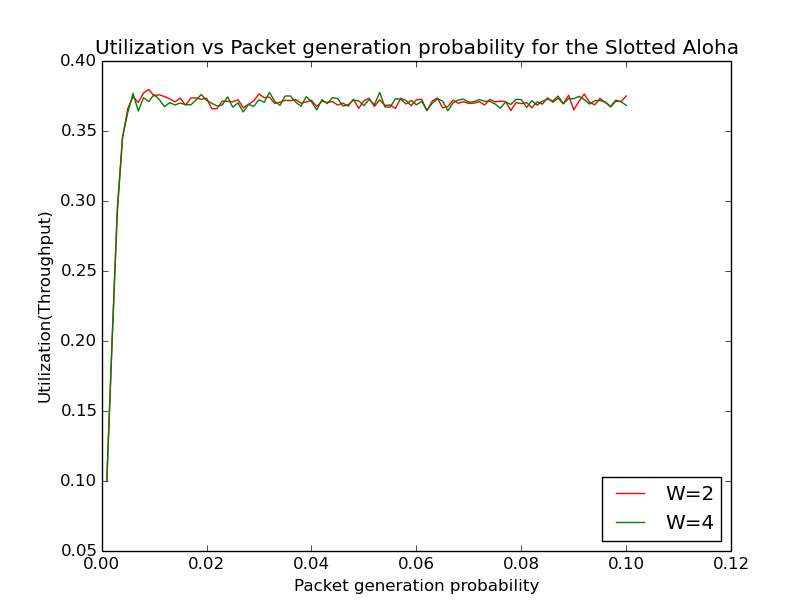 Utilization vs Packet generation probability for the Slotted Aloha
0.40
0.35
0.30
0.25
0.20
0.15
0.10
0.05
Utilization(Throughput)
W=2
W=4
0.00 0.02 0.04 0.06 0.08 0.10 0.12
Packet generation probability